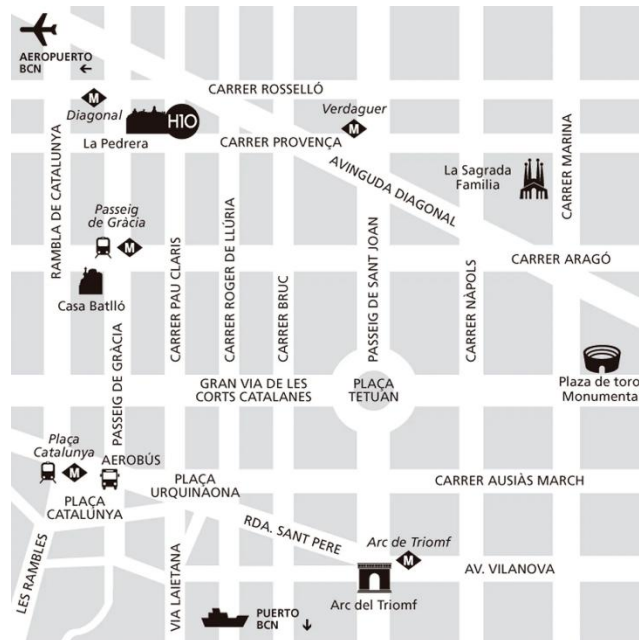 AEROPUERTO
BCN
M
Diagonal
CARRER ROSSELLÓ
Verdaguer
M
H10
La Pedrera
CARRER PROVENÇA
AVINGUDA DIAGONAL
La Sagrada
Familia
CARRER MARINA
RAMBLA DE CATALUNYA
Passeig
de Gràcia
M
CARRER PAU CLARIS
CARRER ROGER DE LLÚRIA
CARRER BRUC
PASSEIG DE SANT JOAN
CARRER NÀPOLS
CARRER ARAGÓ
Casa Batlló
PASSEIG DE GRÀCIA
GRAN VIA DE LES
CORTS CATALANES
PLAÇA
TETUAN
Plaza de toro
Monumenta
Plaça
Catalunya
M
AEROBÚS
PLAÇA
CATALUNYA
PLAÇA
URQUINAONA
CARRER AUSIÀS MARCH
LES RAMBLES
VIA LAIETANA
RDA. SANT PERE
Arc de Triomf
M
AV. VILANOVA
Arc del Triomf
PUERTO
BCN